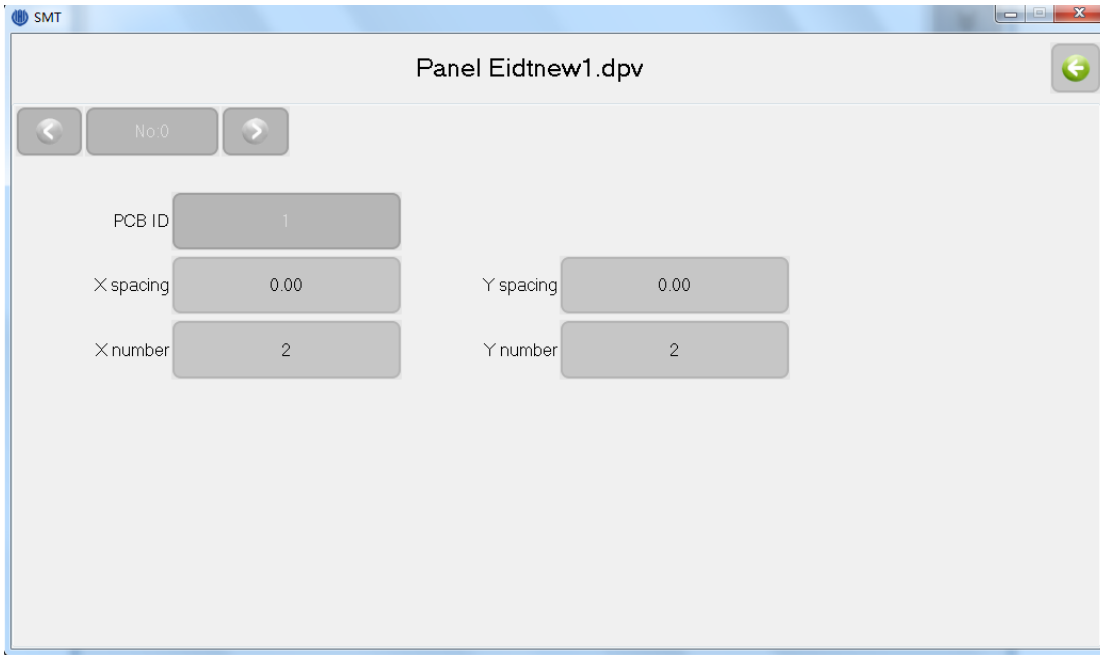 SMT
Panel Eidtnew1.dpv
No:0
PCB ID 1
X spacing 0.00 Y spacing 0.00
X number 2 Y number 2